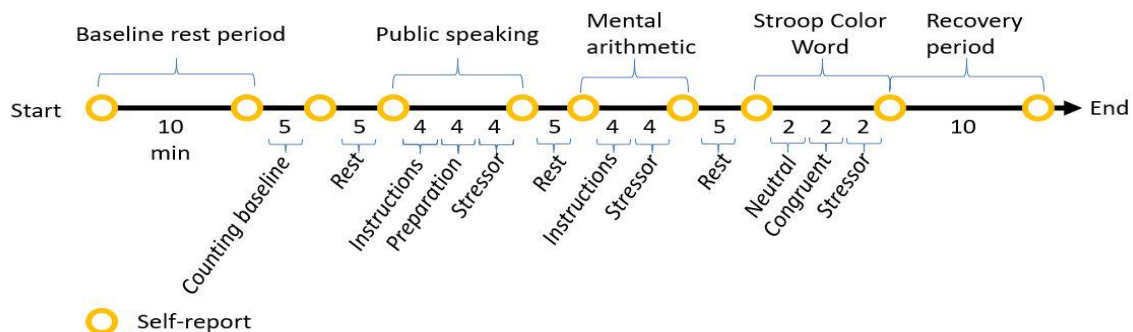 Baseline rest period
Public speaking
Mental
arithmetic
Stroop Color
Word
Recovery
period
Start
End
10
min
5
5
4
4
4
5
4
4
5
2
2
2
10
Counting baseline
Rest
Instructions
Preparation
Stressor
Rest
Instructions
Stressor
Rest
Neutral
Congruent
Stressor
Self-report